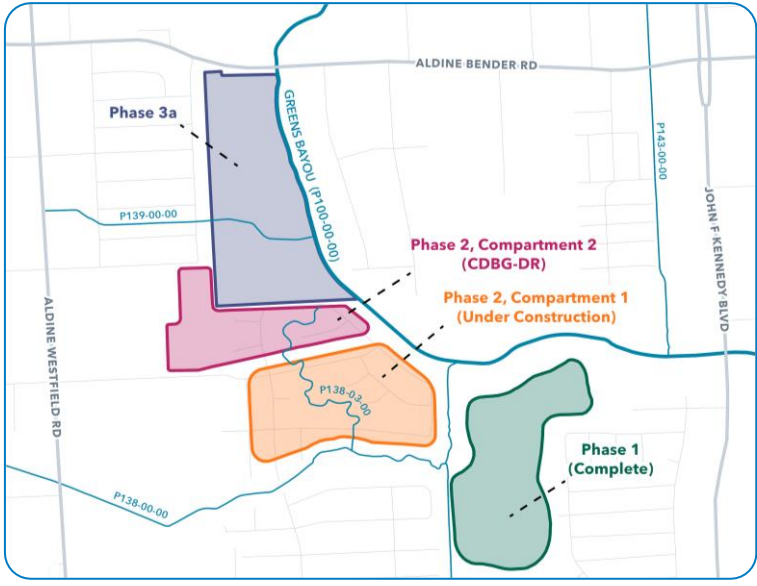 ALDINE BENDER RD
Phase 3a
GREENS BAYOU (P100-00-00)
P143-00-00
P139-00-00
JOHN F KENNEDY BLVD
Phase 2, Compartment 2
(CDBG-DR)
Phase 2, Compartment 1
(Under Construction)
ALDINE WESTFIELD RD
P138-03-00
Phase 1
(Complete)
P138-00-00